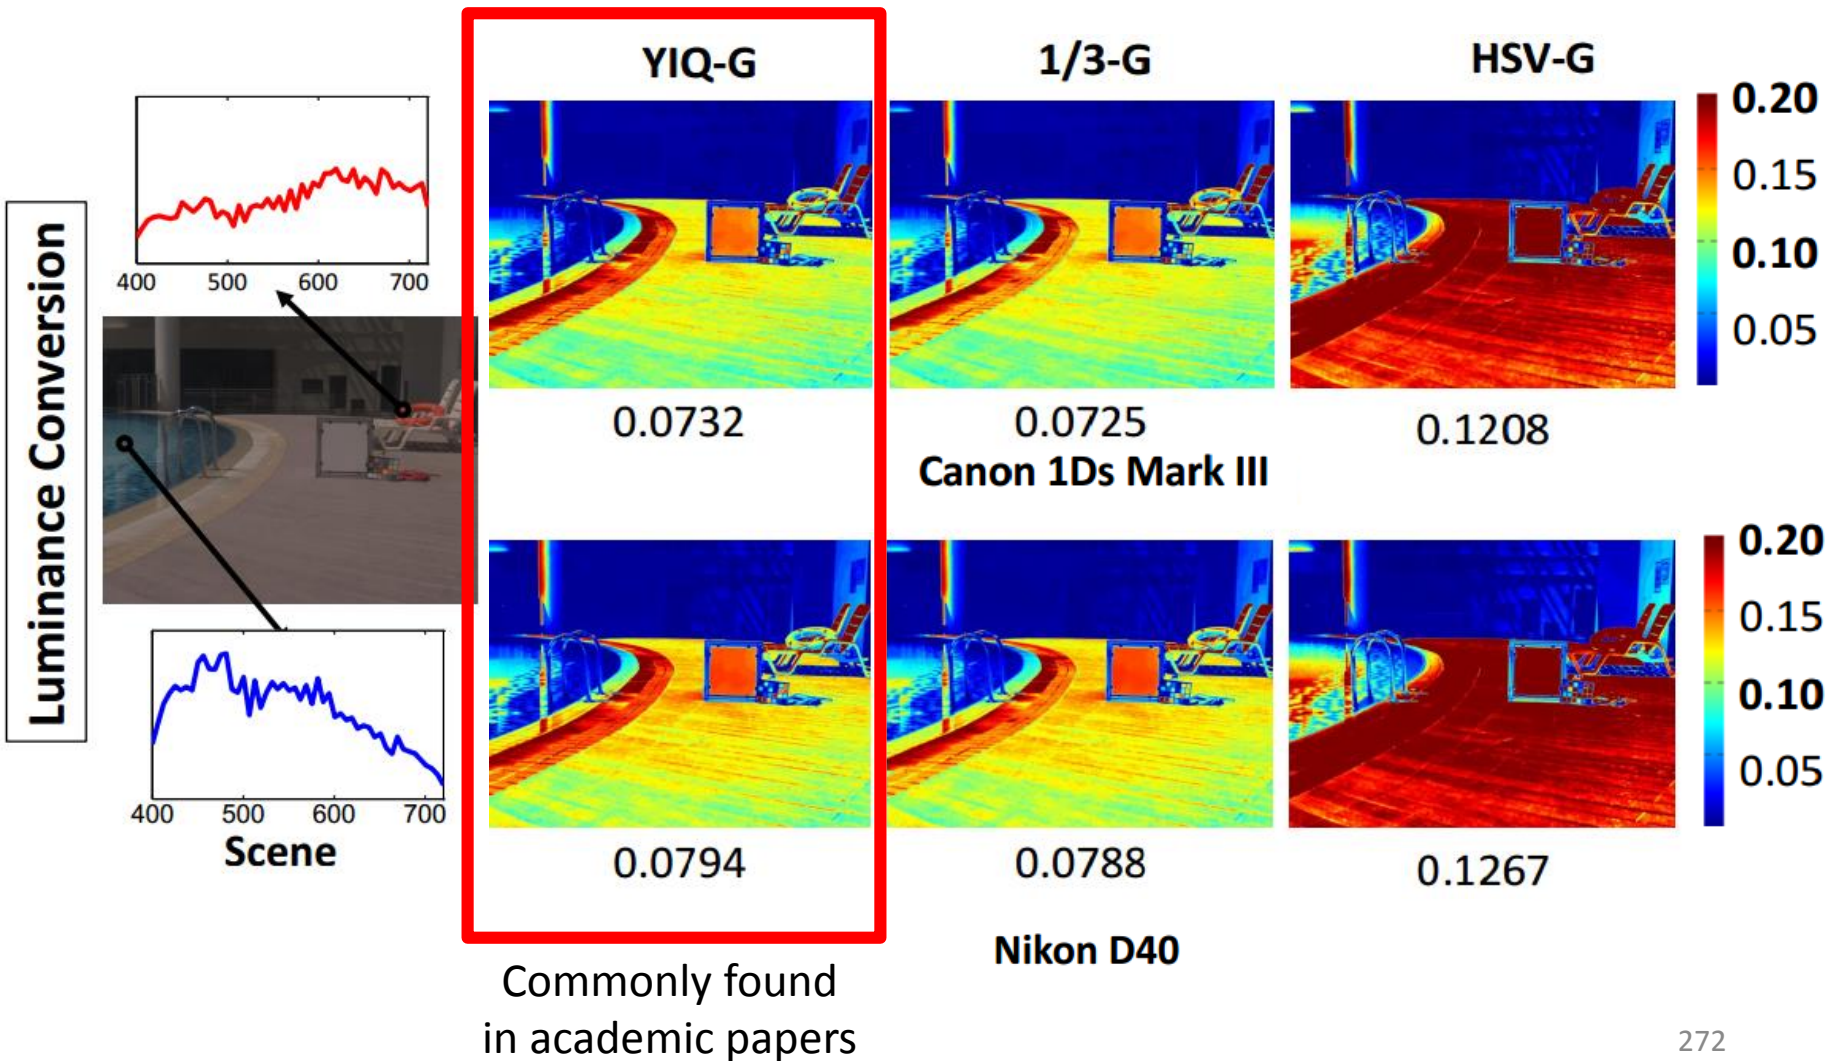 Luminance Conversion
400 500 600 700
400 500 600 700
Scene
YIQ-G
1/3-G
HSV-G
0.0732
0.0725
0.1208
Canon 1Ds Mark III
0.20
0.15
0.10
0.05
0.0794
0.0788
0.1267
Nikon D40
0.20
0.15
0.10
0.05
Commonly found
in academic papers
272